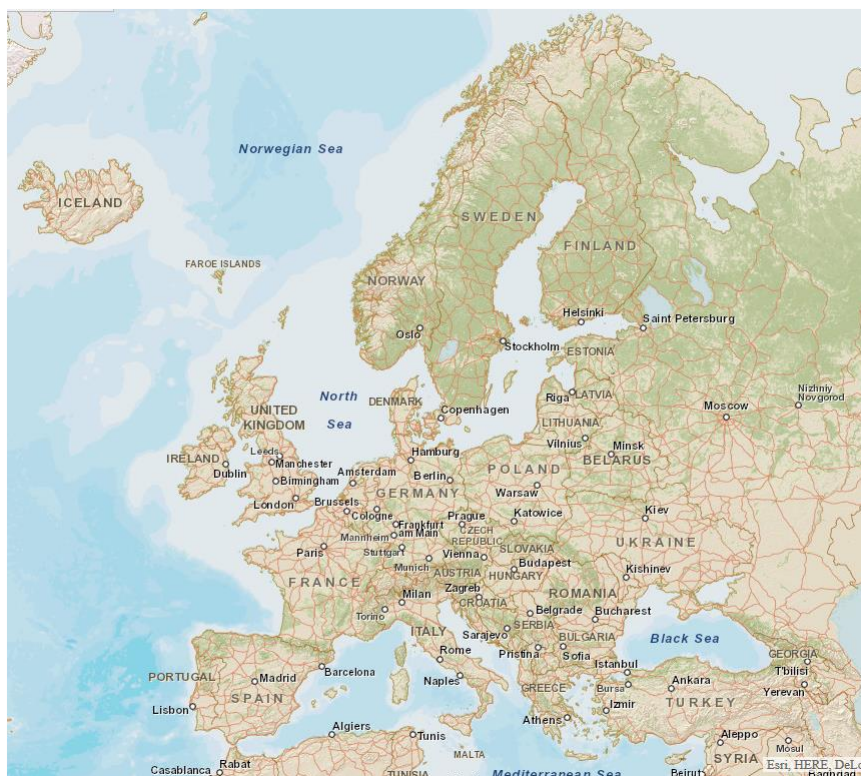 Norwegian Sea
ICELAND
SWEDEN
FINLAND
FAROE ISLANDS
NORWAY
Helsinki
Saint Petersburg
Oslo
Stockholm
ESTONIA
North
Sea
DENMARK
Riga
LATVIA
Nizhniy
Novgorod
Copenhagen
Moscow
UNITED
KINGDOM
LITHUANIA
Vilnius
Minsk
BELARUS
Leeds
IRELAND
Dublin
Manchester
Hamburg
Birmingham
Amsterdam
Berlin
POLAND
Warsaw
GERMANY
London
Brussels
Cologne
Kiev
Frankfurt
am Main
Prague
Katowice
CZECH
REPUBLIC
Mannheim
UKRAINE
Paris
Stuttgart
Vienna
SLOVAKIA
Munich
Budapest
AUSTRIA
HUNGARY
Kishinev
FRANCE
Zagreb
CROATIA
ROMANIA
Milan
Torino
Belgrade
Bucharest
SERBIA
ITALY
Sarajevo
BULGARIA
Black Sea
Rome
Pristina
Sofia
GEORGIA
T'bilisi
Istanbul
PORTUGAL
Madrid
Barcelona
Naples
Bursa
Ankara
Yerevan
SPAIN
GREECE
Izmir
TURKEY
Lisbon
Athens
Algiers
Tunis
Aleppo
Mosul
MALTA
SYRIA
Rabat
Casablanca
TUNISIA
Mediterranean Sea
Beirut
Baghdad
Esri, HERE, DeLo